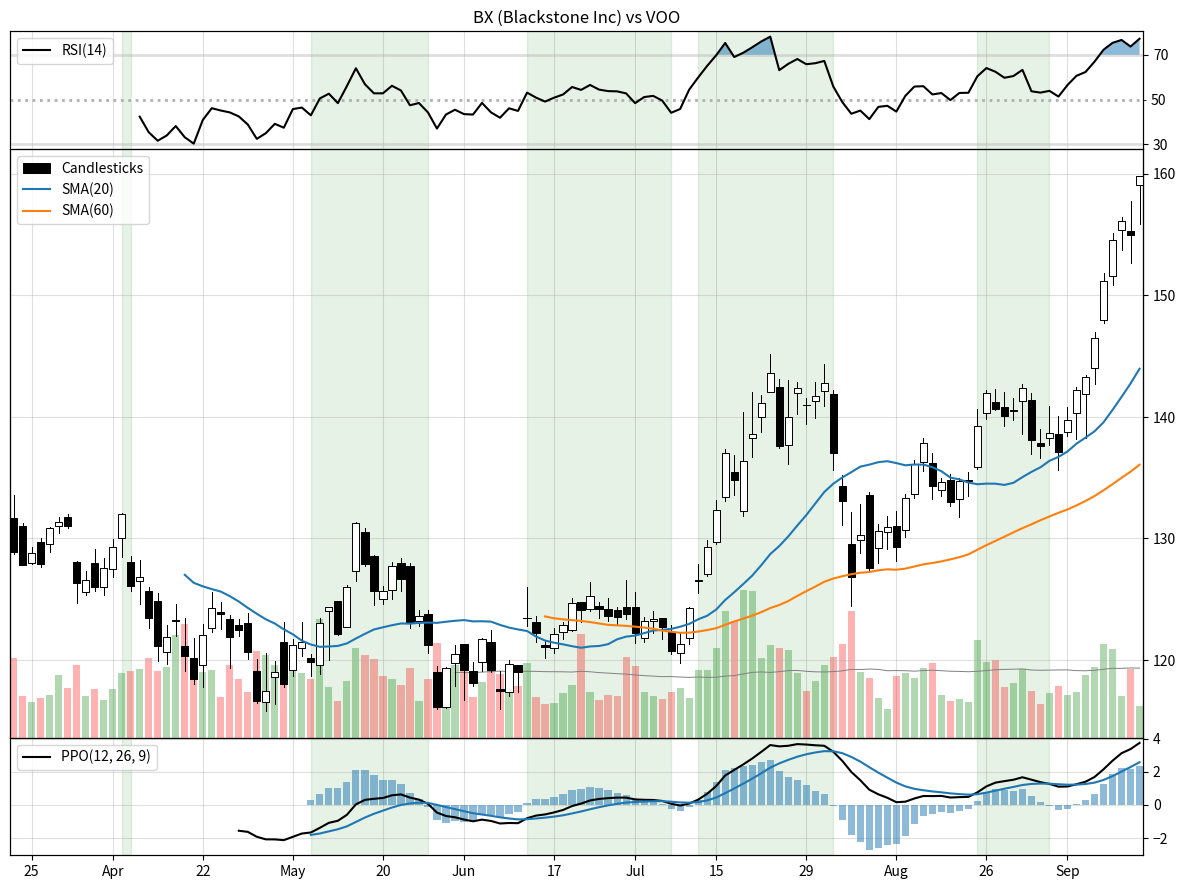 BX (Blackstone Inc) vs VOO
RSI(14)
70
50
30
Candlesticks
SMA(20)
SMA(60)
160
150
140
130
120
PPO(12, 26, 9)
4
2
0
−2
25 Apr 22 May 20 Jun 17 Jul 15 29 Aug 26 Sep